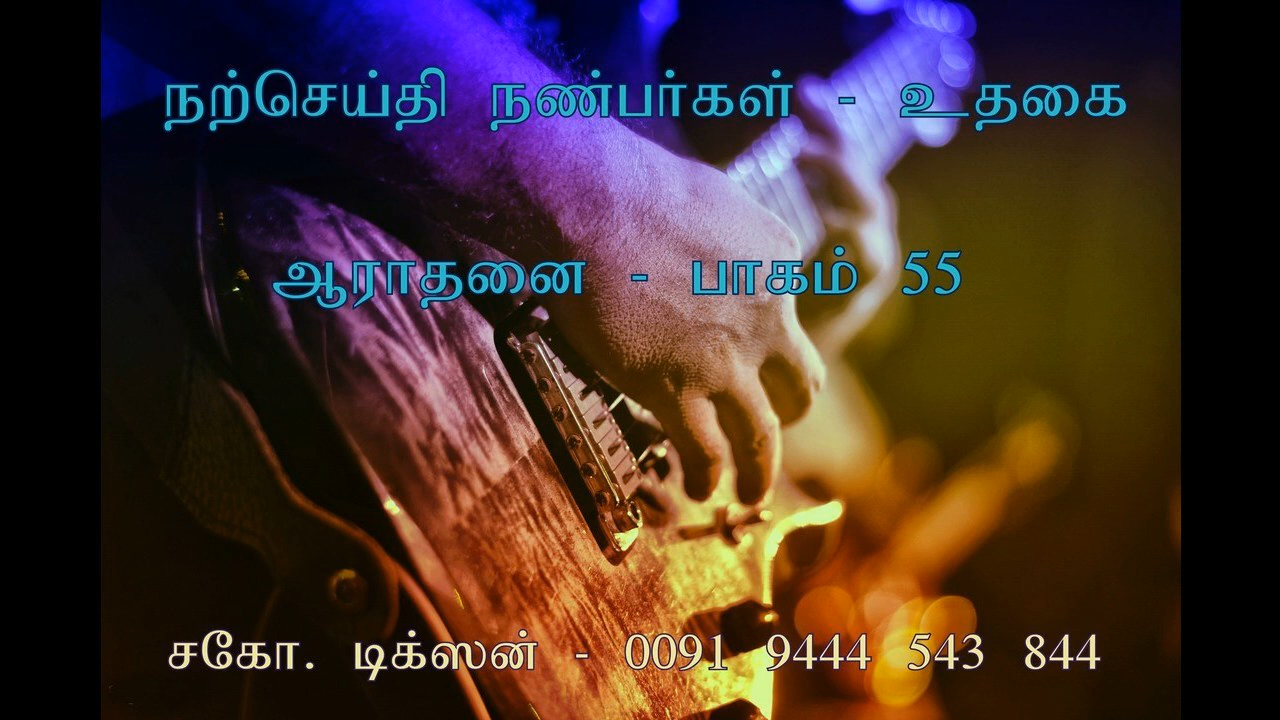 நற்செய்தி நண்பர்கள் - உதகை
ஆராதனை - பாகம் 55
சகோ. டிக்ஸன் - 0091 9444 543 844